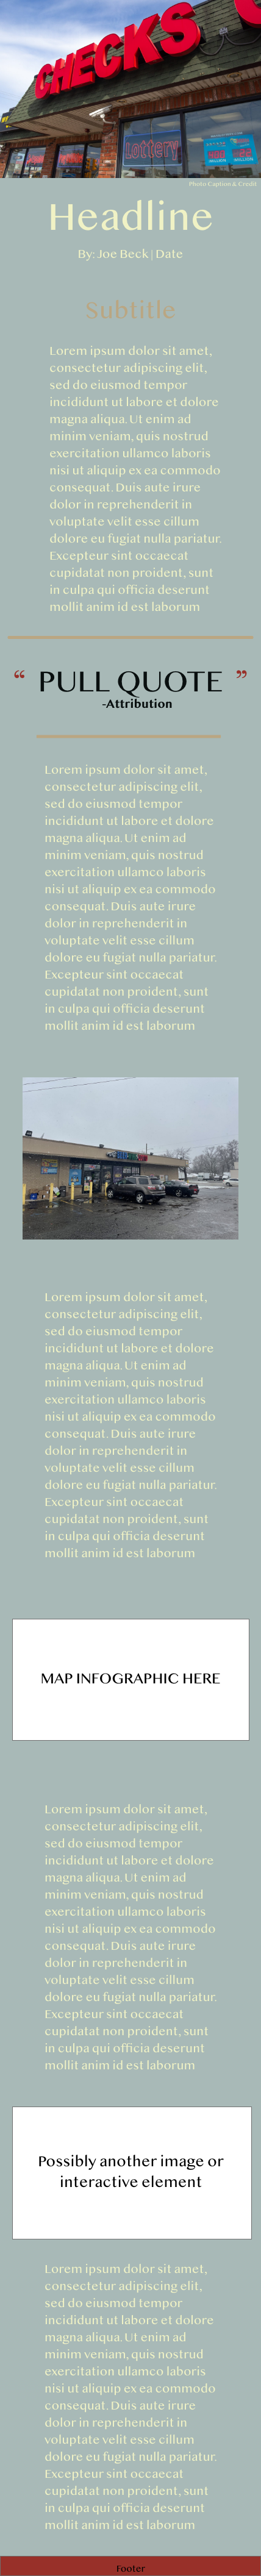 CHECKS
Lottery
Photo Caption & Credit
Headline
By: Joe Beck | Date
Subtitle
Lorem ipsum dolor sit amet,
consectetur adipiscing elit,
sed do eiusmod tempor
incididunt ut labore et dolore
magna aliqua. Ut enim ad
minim veniam, quis nostrud
exercitation ullamco laboris
nisi ut aliquip ex ea commodo
consequat. Duis aute irure
dolor in reprehenderit in
voluptate velit esse cillum
dolore eu fugiat nulla pariatur.
Excepteur sint occaecat
cupidatat non proident, sunt
in culpa qui officia deserunt
mollit anim id est laborum
“ PULL QUOTE ”
-Attribution
Lorem ipsum dolor sit amet,
consectetur adipiscing elit,
sed do eiusmod tempor
incididunt ut labore et dolore
magna aliqua. Ut enim ad
minim veniam, quis nostrud
exercitation ullamco laboris
nisi ut aliquip ex ea commodo
consequat. Duis aute irure
dolor in reprehenderit in
voluptate velit esse cillum
dolore eu fugiat nulla pariatur.
Excepteur sint occaecat
cupidatat non proident, sunt
in culpa qui officia deserunt
mollit anim id est laborum
Lorem ipsum dolor sit amet,
consectetur adipiscing elit,
sed do eiusmod tempor
incididunt ut labore et dolore
magna aliqua. Ut enim ad
minim veniam, quis nostrud
exercitation ullamco laboris
nisi ut aliquip ex ea commodo
consequat. Duis aute irure
dolor in reprehenderit in
voluptate velit esse cillum
dolore eu fugiat nulla pariatur.
Excepteur sint occaecat
cupidatat non proident, sunt
in culpa qui officia deserunt
mollit anim id est laborum
MAP INFOGRAPHIC HERE
Lorem ipsum dolor sit amet,
consectetur adipiscing elit,
sed do eiusmod tempor
incididunt ut labore et dolore
magna aliqua. Ut enim ad
minim veniam, quis nostrud
exercitation ullamco laboris
nisi ut aliquip ex ea commodo
consequat. Duis aute irure
dolor in reprehenderit in
voluptate velit esse cillum
dolore eu fugiat nulla pariatur.
Excepteur sint occaecat
cupidatat non proident, sunt
in culpa qui officia deserunt
mollit anim id est laborum
Possibly another image or
interactive element
Lorem ipsum dolor sit amet,
consectetur adipiscing elit,
sed do eiusmod tempor
incididunt ut labore et dolore
magna aliqua. Ut enim ad
minim veniam, quis nostrud
exercitation ullamco laboris
nisi ut aliquip ex ea commodo
consequat. Duis aute irure
dolor in reprehenderit in
voluptate velit esse cillum
dolore eu fugiat nulla pariatur.
Excepteur sint occaecat
cupidatat non proident, sunt
in culpa qui officia deserunt
mollit anim id est laborum
Footer